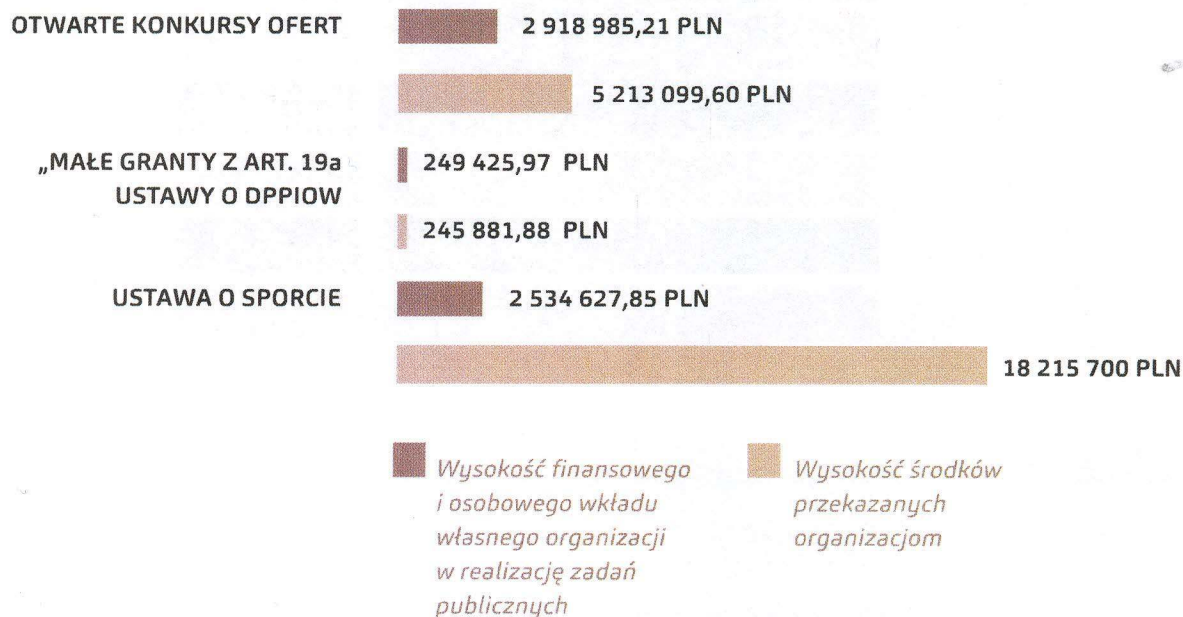 OTWARTE KONKURSY OFERT
2 918 985,21 PLN
5 213 099,60 PLN
„MAŁE GRANTY Z ART. 19a
USTAWY O DPPIOW
249 425,97 PLN
245 881,88 PLN
USTAWA O SPORCIE
2 534 627,85 PLN
18 215 700 PLN
Wysokość finansowego
i osobowego wkładu
własnego organizacji
w realizację zadań
publicznych
Wysokość środków
przekazanych
organizacjom